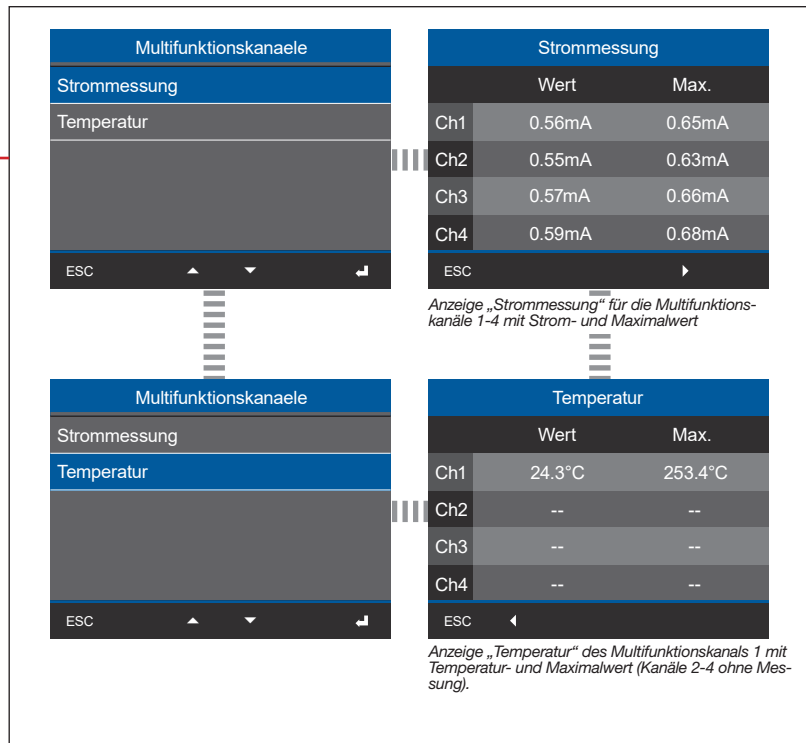 Multifunktionskanaele
Strommessung
Temperatur
ESC
Strommessung
Wert Max.
Ch1 0.56mA 0.65mA
Ch2 0.55mA 0.63mA
Ch3 0.57mA 0.66mA
Ch4 0.59mA 0.68mA
ESC
Anzeige „Strommessung“ für die Multifunktions-
kanäle 1-4 mit Strom- und Maximalwert
Multifunktionskanaele
Strommessung
Temperatur
ESC
Temperatur
Wert Max.
Ch1 24.3°C 253.4°C
Ch2 -- --
Ch3 -- --
Ch4 -- --
ESC
Anzeige „Temperatur“ des Multifunktionskanals 1 mit
Temperatur- und Maximalwert (Kanäle 2-4 ohne Mes-
sung).